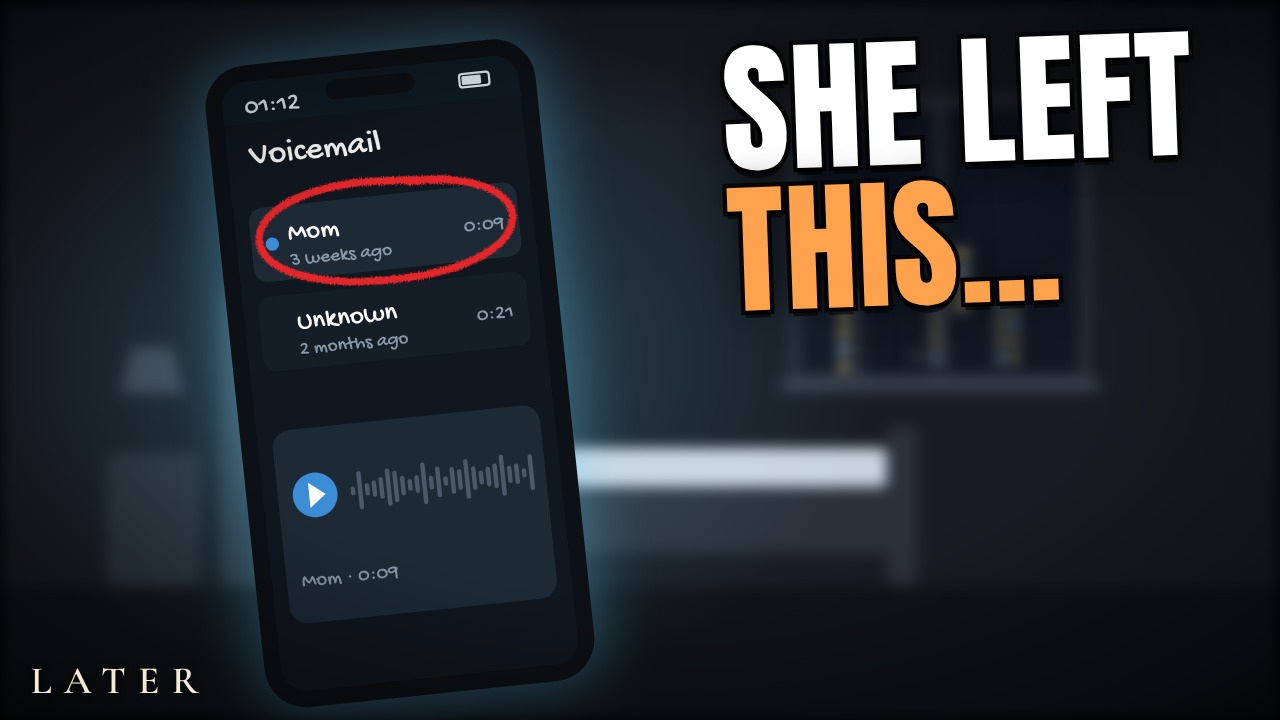 SHE LEFT
THIS...
01:12
Voicemail
Mom
0:09
3 weeks ago
Unknown
0:21
2 months ago
Mom · 0:09
LATER